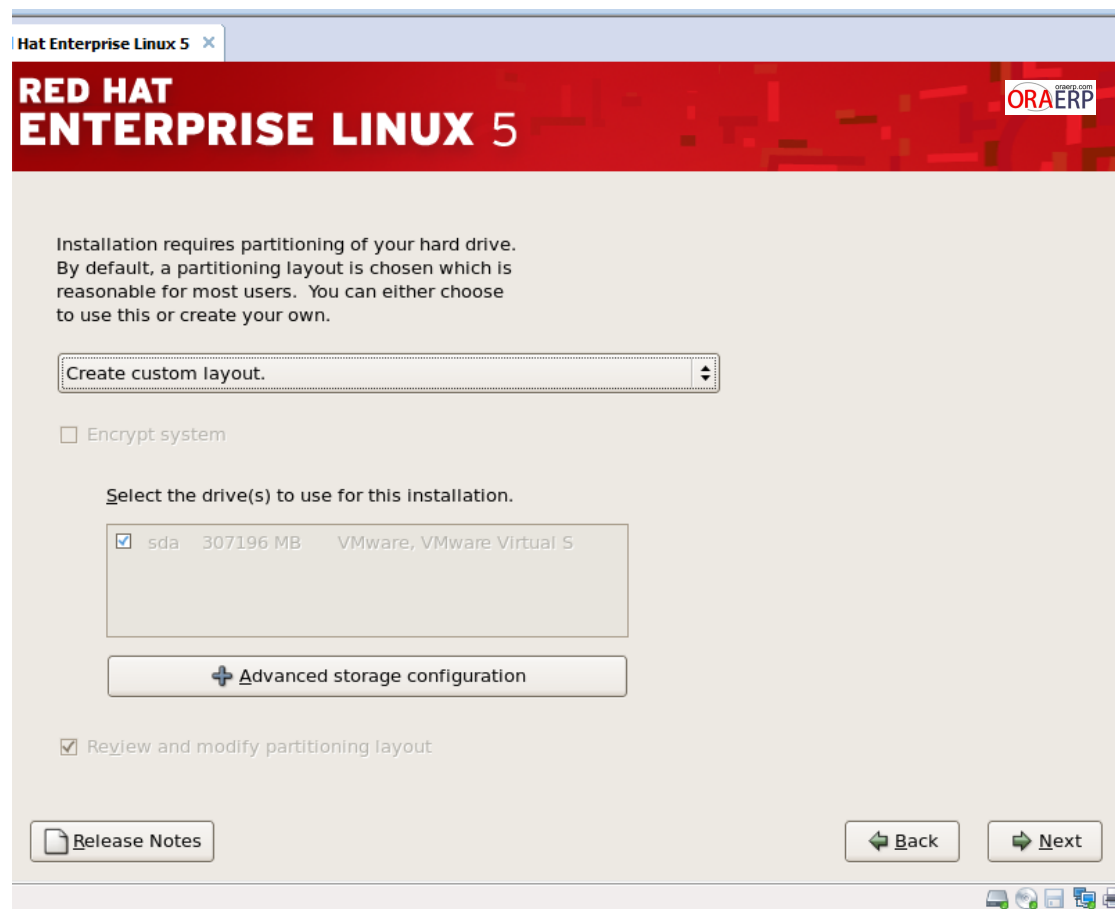 Hat Enterprise Linux 5
RED HAT
ENTERPRISE LINUX 5
oraerp.com
ORAERP
Installation requires partitioning of your hard drive.
By default, a partitioning layout is chosen which is
reasonable for most users.  You can either choose
to use this or create your own.
Create custom layout.
Encrypt system
Select the drive(s) to use for this installation.
sda 307196 MB VMware, VMware Virtual S
Advanced storage configuration
Review and modify partitioning layout
Release Notes
Back
Next